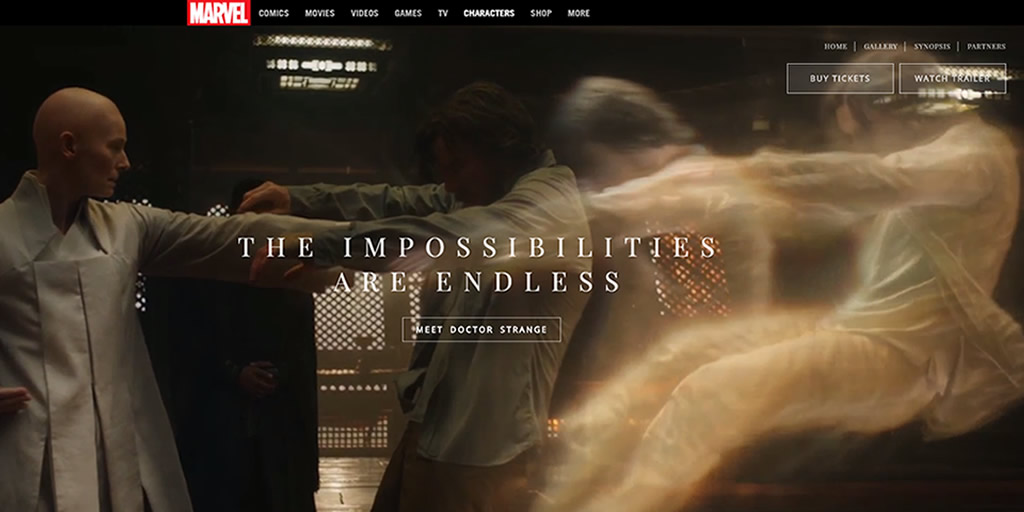 MARVEL COMICS MOVIES VIDEOS GAMES TV CHARACTERS SHOP MORE
HOME | GALLERY | SYNOPSIS | PARTNERS
BUY TICKETS WATCH TRAILER
THE IMPOSSIBILITIES
ARE ENDLESS
MEET DOCTOR STRANGE